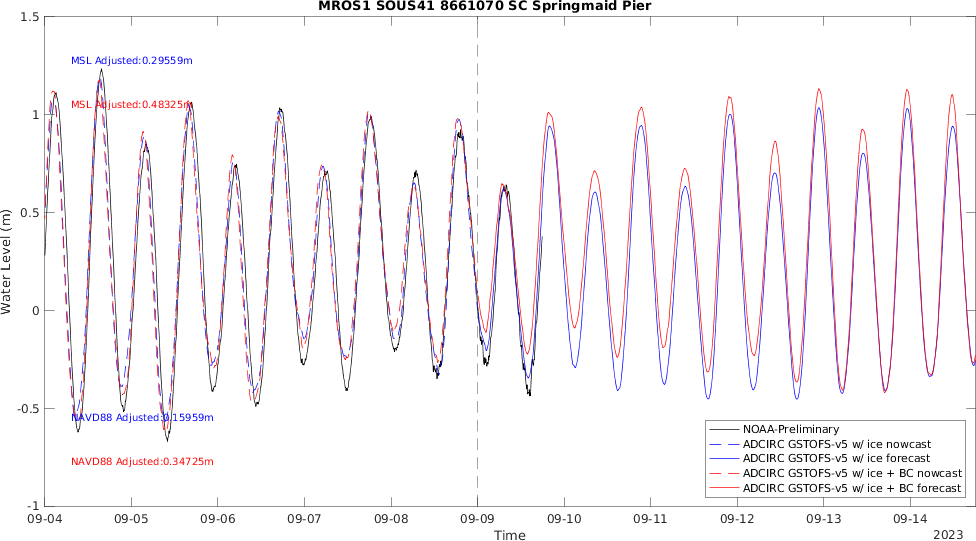 MROS1 SOUS41 8661070 SC Springmaid Pier
1.5
1
0.5
0
-0.5
-1
Water Level (m)
MSL Adjusted:0.29559m
MSL Adjusted:0.48325m
NAVD88 Adjusted:0.15959m
NAVD88 Adjusted:0.34725m
NOAA-Preliminary
ADCIRC GSTOFS-v5 w/ ice nowcast
ADCIRC GSTOFS-v5 w/ ice forecast
ADCIRC GSTOFS-v5 w/ ice + BC nowcast
ADCIRC GSTOFS-v5 w/ ice + BC forecast
09-04 09-05 09-06 09-07 09-08 09-09 09-10 09-11 09-12 09-13 09-14
Time
2023